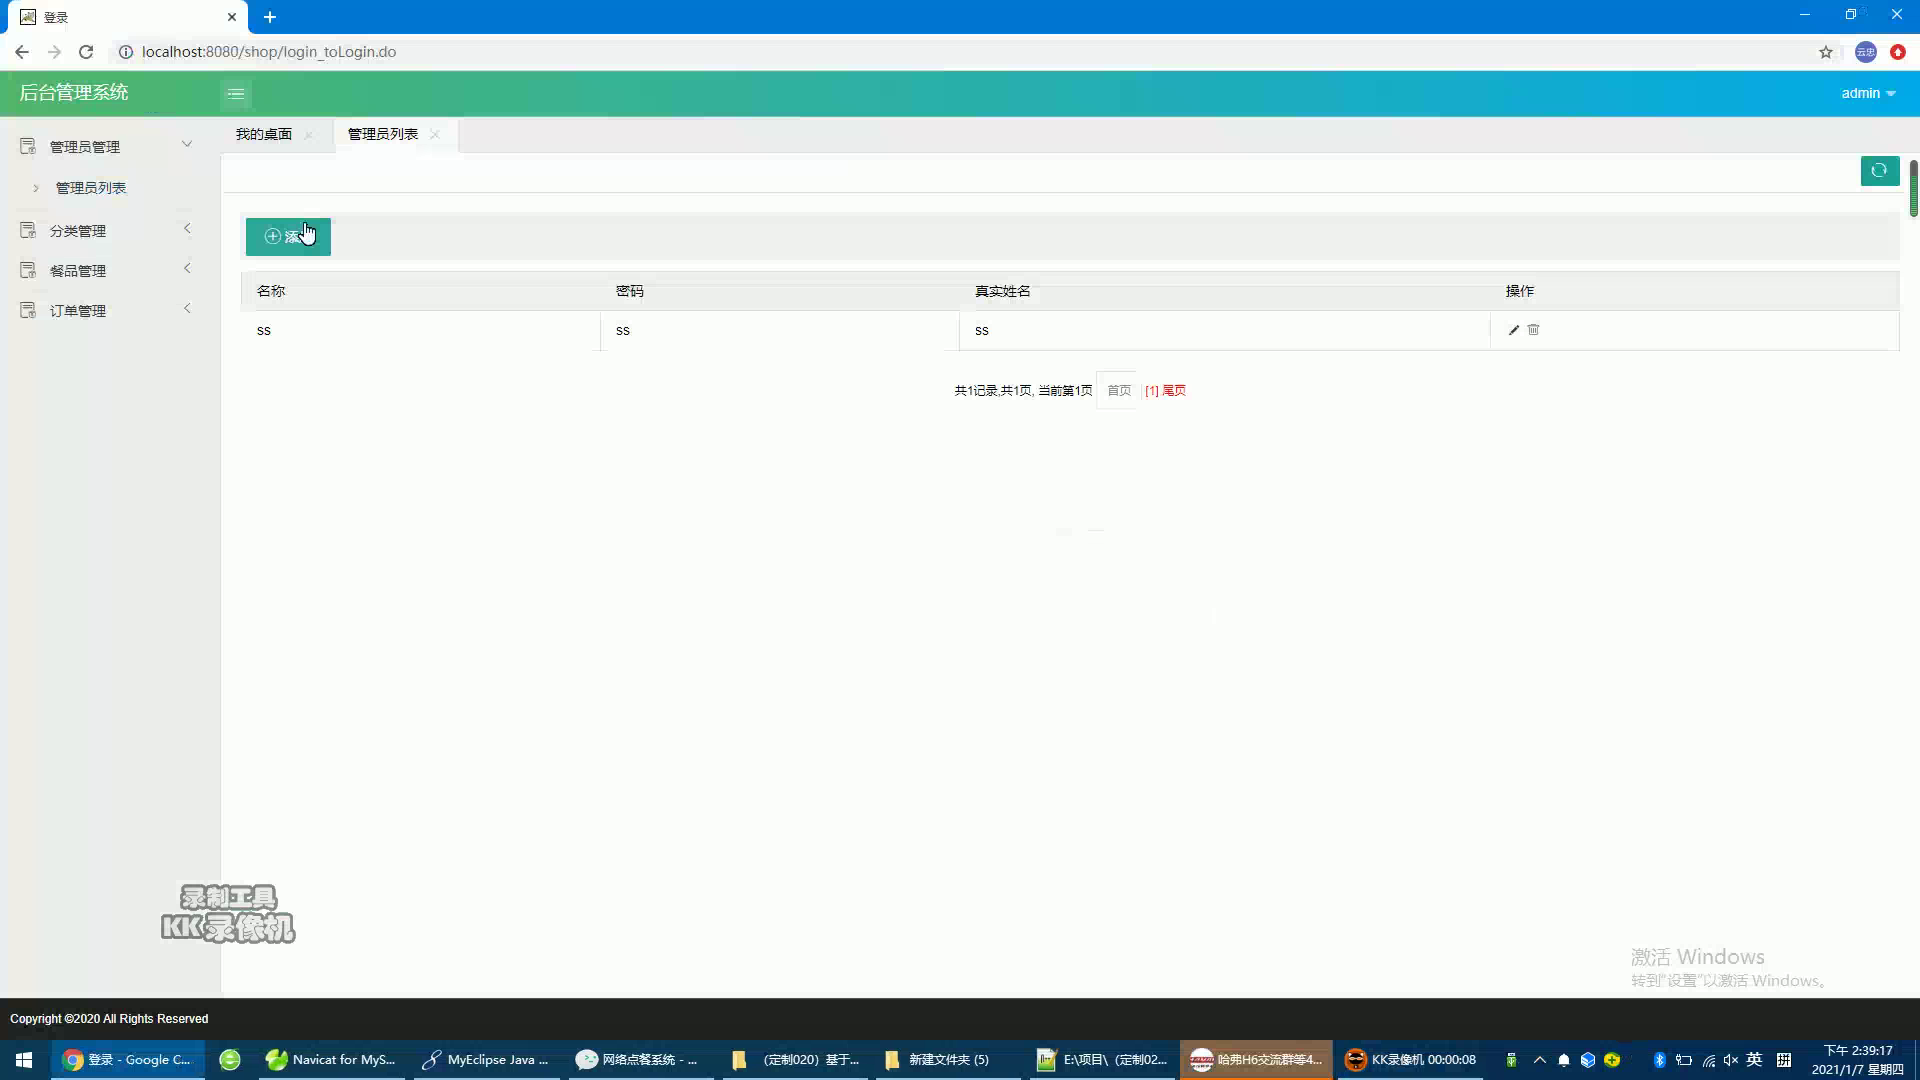 登录
localhost:8080/shop/login_toLogin.do
云忠
后台管理系统
admin
管理员管理
管理员列表
分类管理
餐品管理
订单管理
我的桌面
管理员列表
名称 密码 真实姓名 操作
ss ss ss
共1记录,共1页, 当前第1页 首页 [1] 尾页
录制工具
KK录像机
激活 Windows
转到"设置"以激活 Windows。
Copyright ©2020 All Rights Reserved
登录 - Google C...
Navicat for MyS...
MyEclipse Java ...
网络点餐系统 - ...
（定制020）基于...
新建文件夹 (5)
E:\项目\（定制02...
哈弗H6交流群等4...
KK录像机 00:00:08
英
下午 2:39:17
2021/1/7 星期四